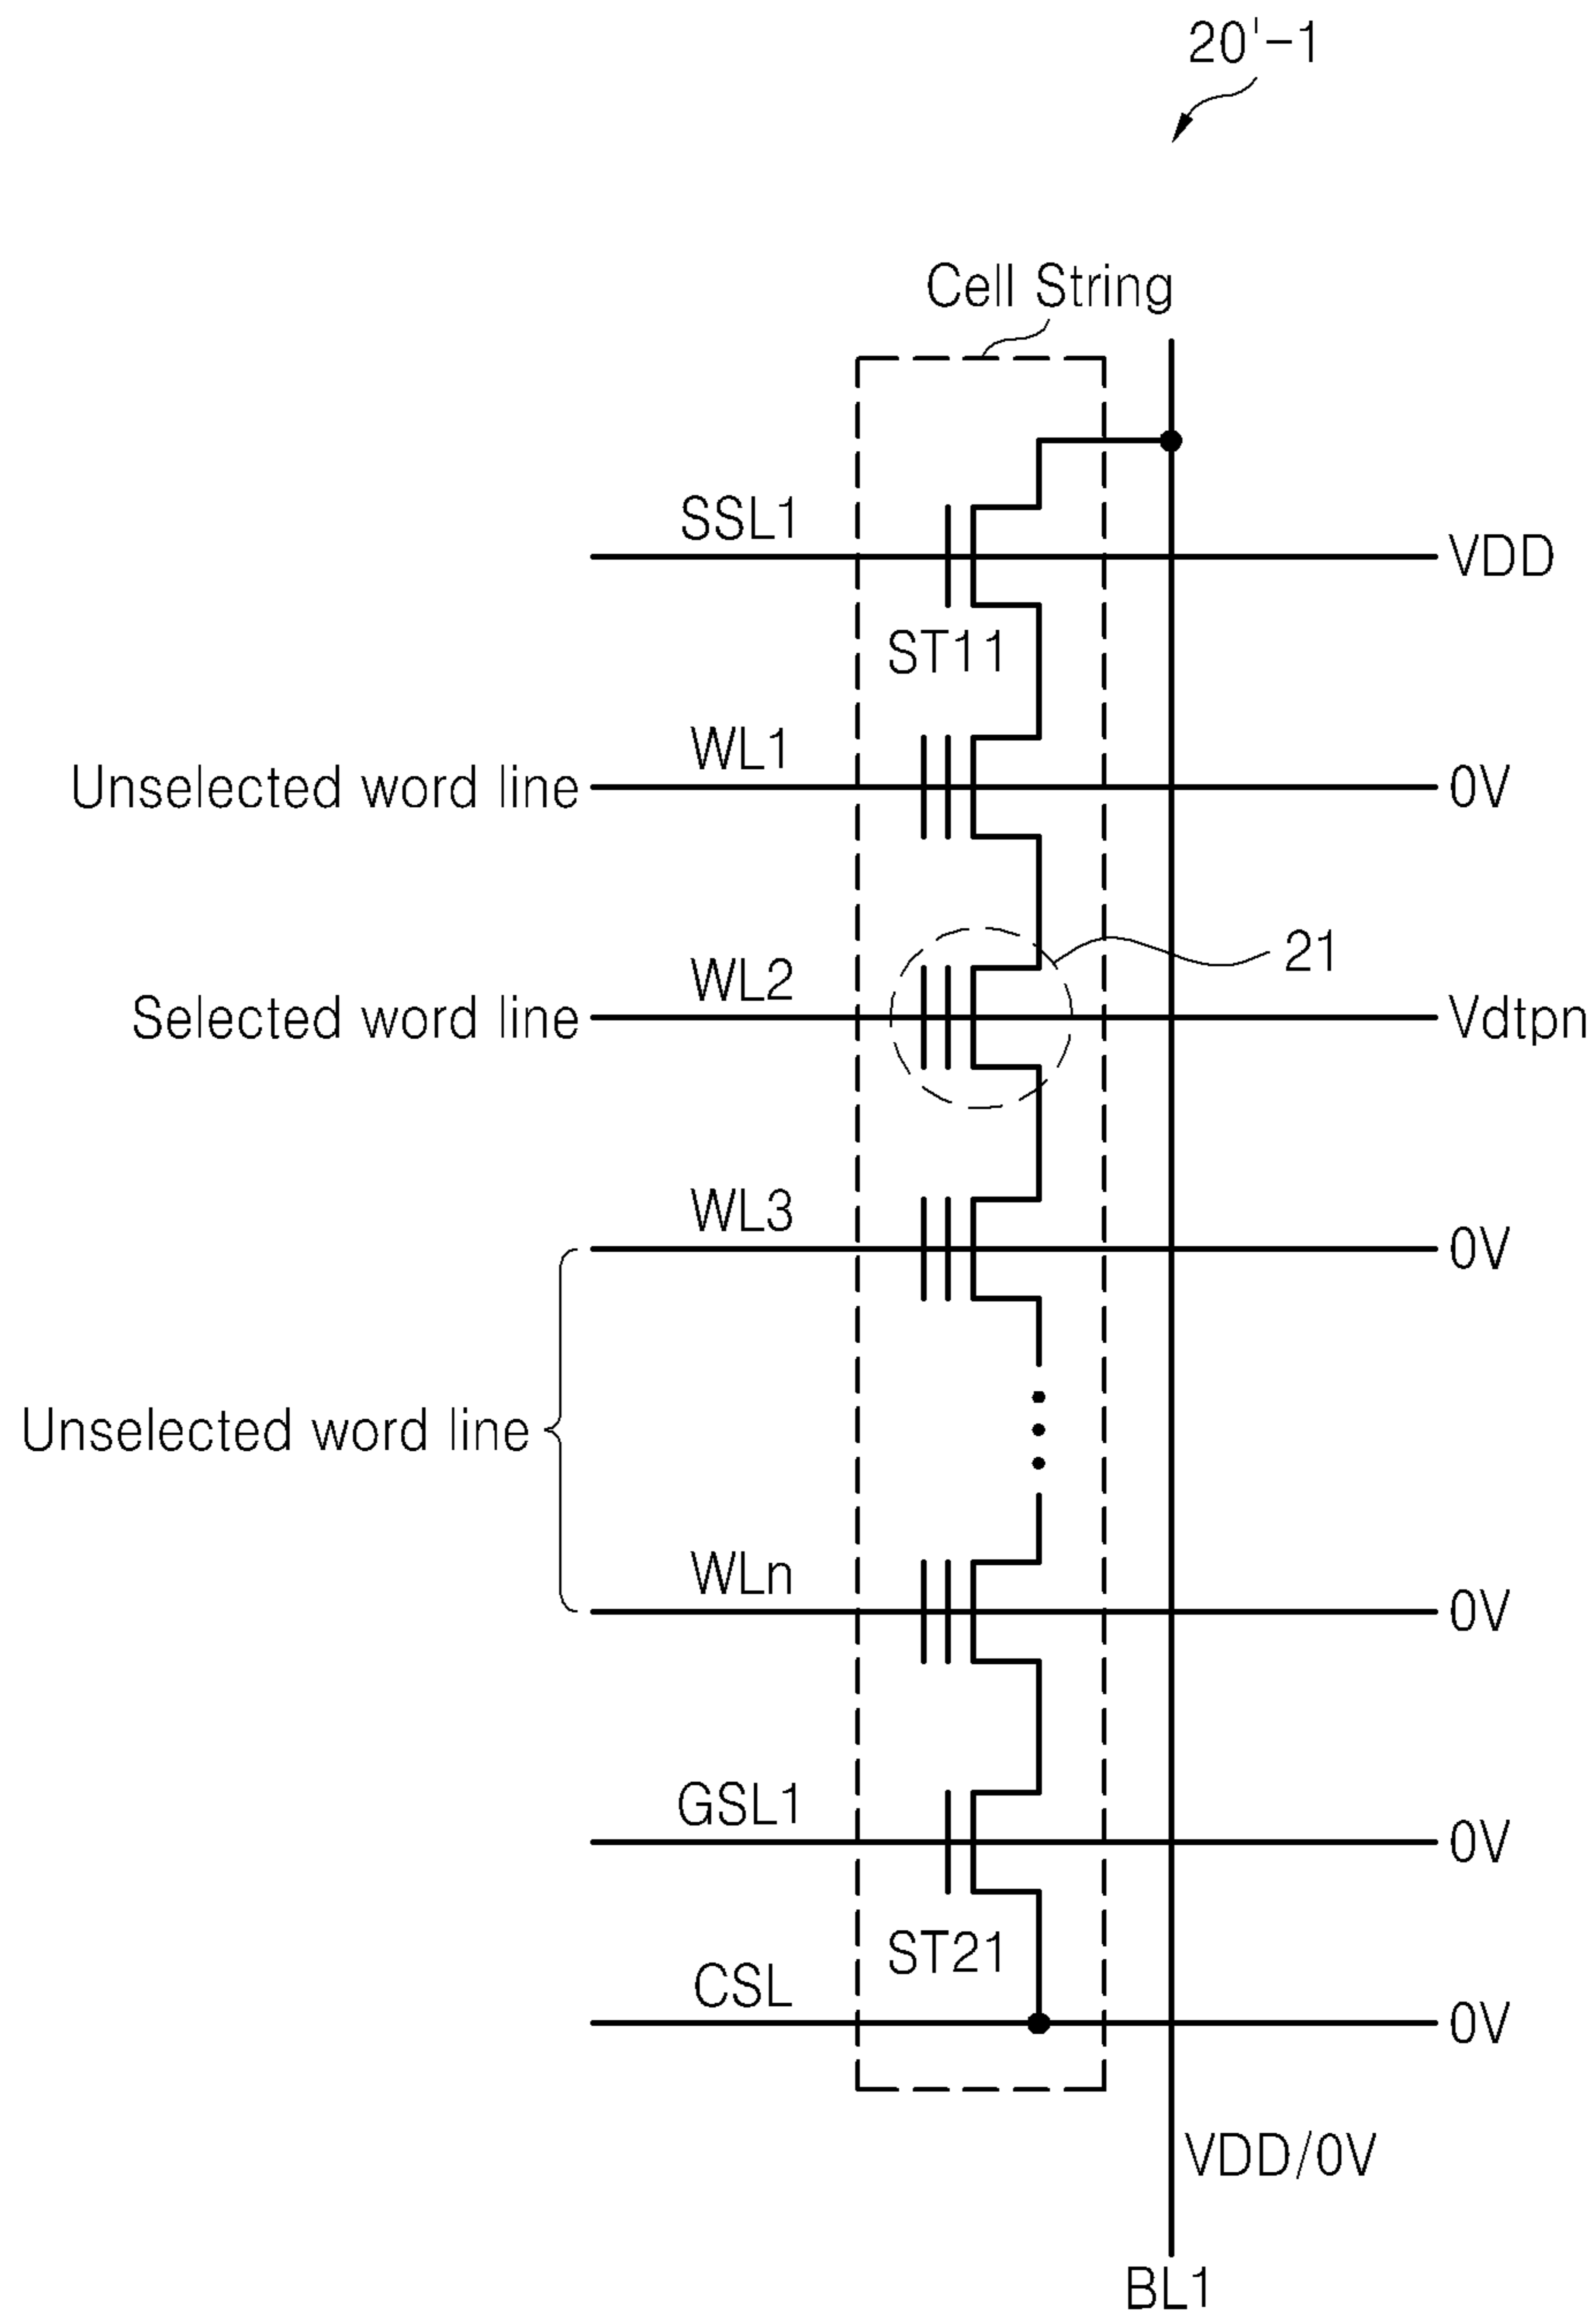 20'-1
Cell String
SSL1
VDD
ST11
WL1
Unselected word line
0V
21
WL2
Selected word line
Vdtpn
WL3
0V
Unselected word line
WLn
0V
GSL1
0V
ST21
CSL
0V
VDD/0V
BL1